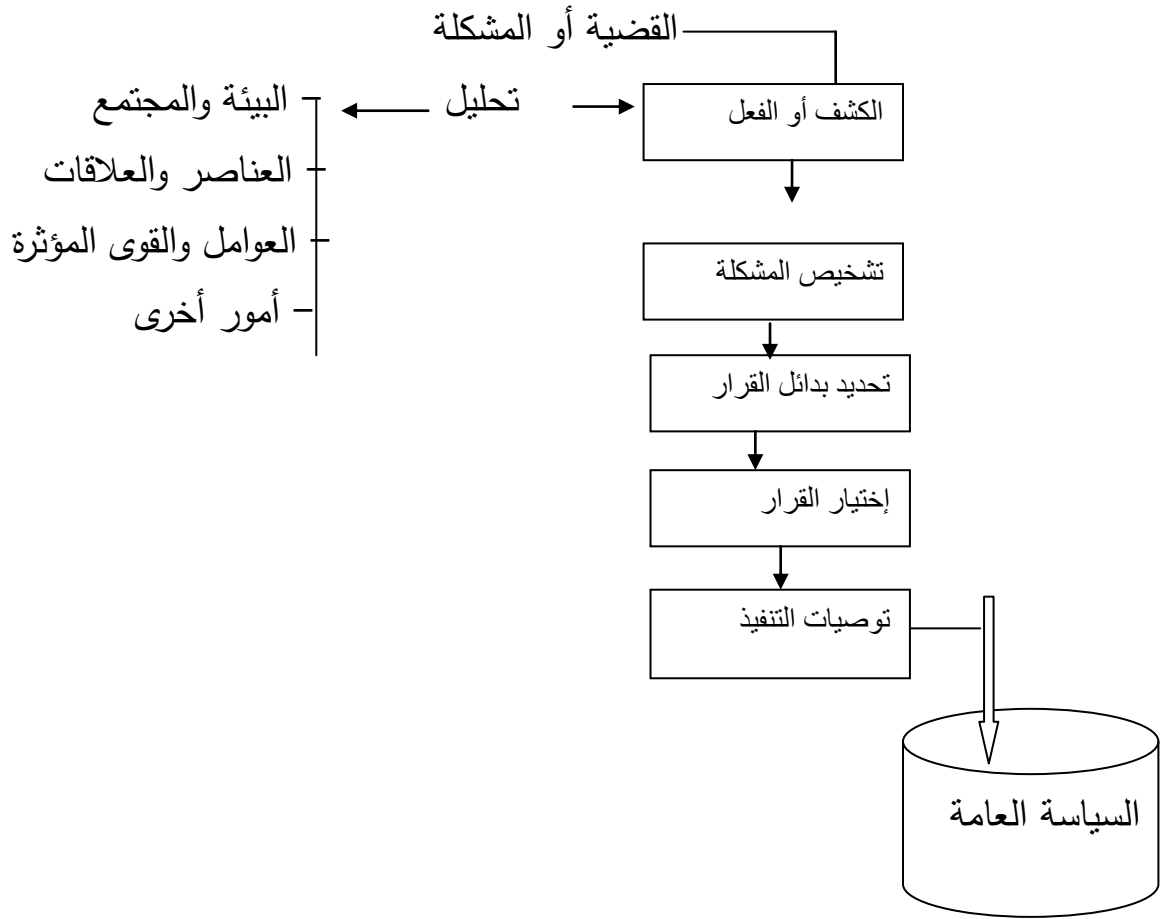 القضية أو المشكلة
الكشف أو الفعل
تحليل
البيئة والمجتمع
العناصر والعلاقات
العوامل والقوى المؤثرة
أمور أخرى
تشخيص المشكلة
تحديد بدائل القرار
إختيار القرار
توصيات التنفيذ
السياسة العامة